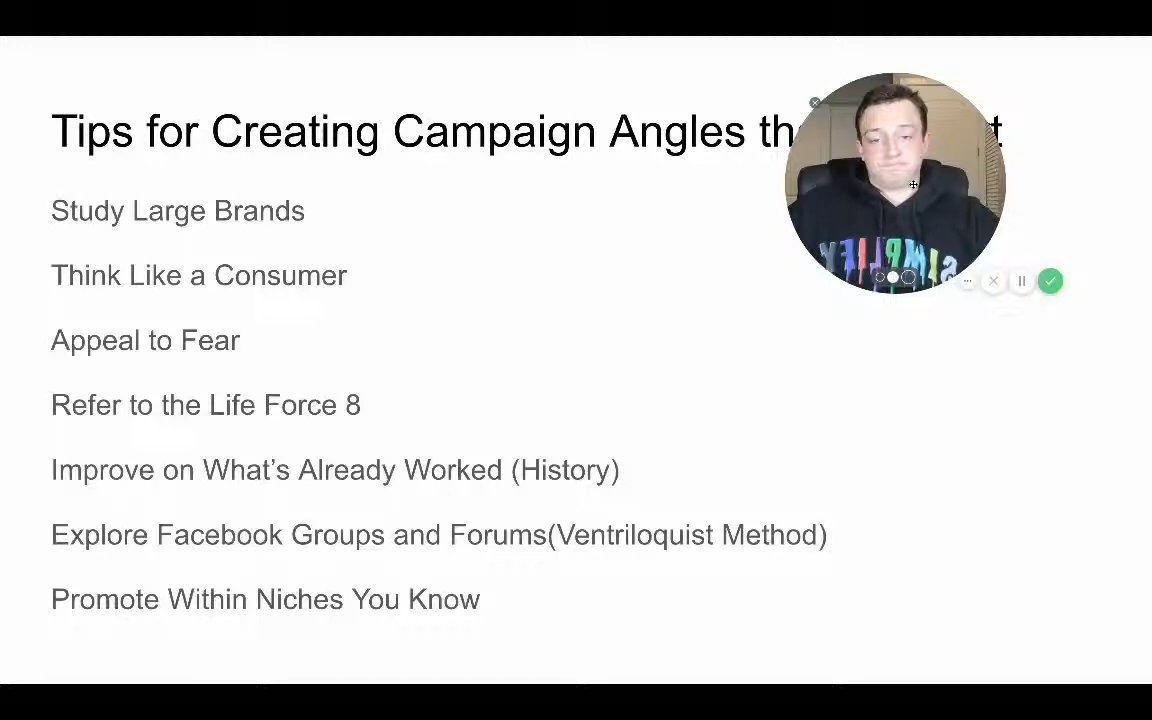 Tips for Creating Campaign Angles th t
Study Large Brands
Think Like a Consumer
Appeal to Fear
Refer to the Life Force 8
Improve on What's Already Worked (History)
Explore Facebook Groups and Forums(Ventriloquist Method)
Promote Within Niches You Know
SIMPLIFY